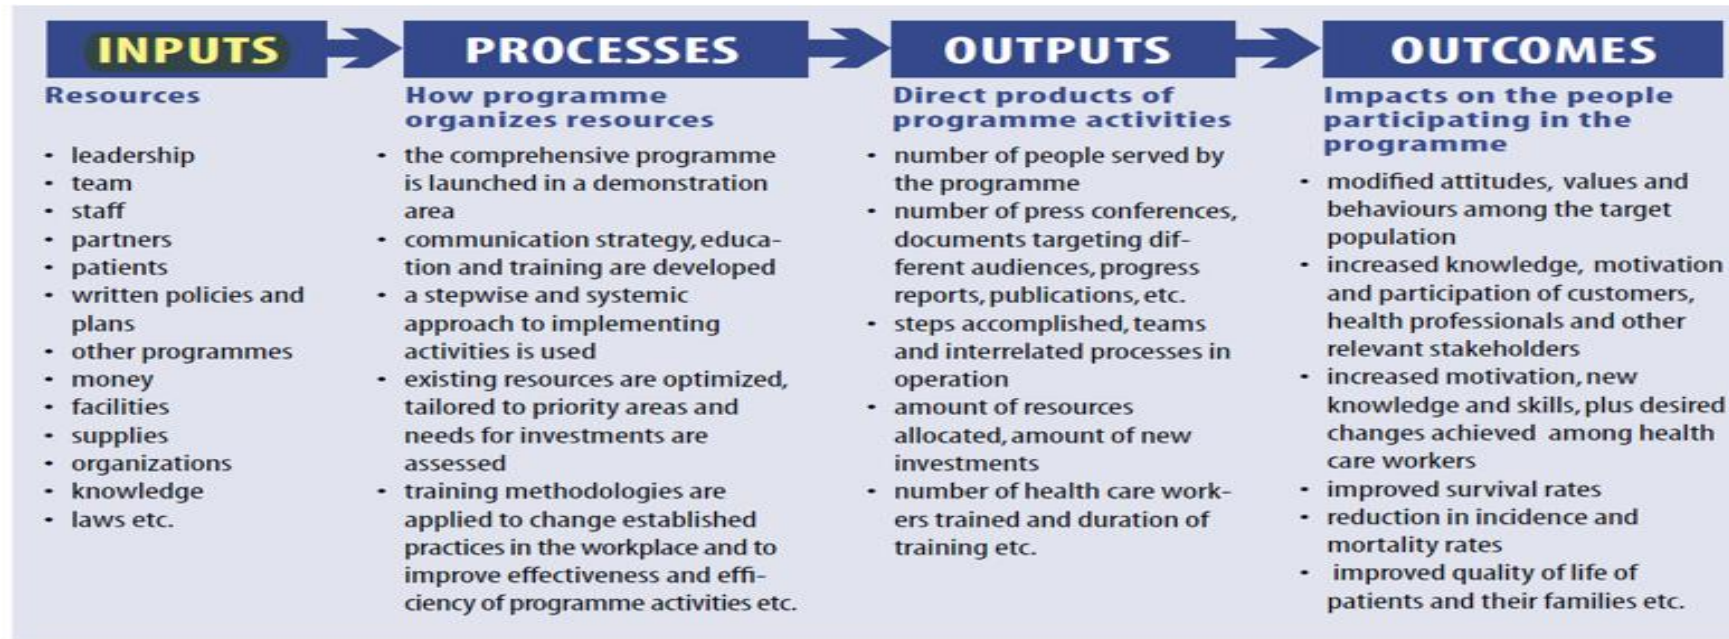 INPUTS
Resources
• leadership
• team
• staff
• partners
• patients
• written policies and
plans
• other programmes
• money
• facilities
• supplies
• organizations
• knowledge
• laws etc.
PROCESSES
How programme
organizes resources
• the comprehensive programme
is launched in a demonstration
area
• communication strategy, educa-
tion and training are developed
• a stepwise and systemic
approach to implementing
activities is used
• existing resources are optimized,
tailored to priority areas and
needs for investments are
assessed
• training methodologies are
applied to change established
practices in the workplace and to
improve effectiveness and effi-
ciency of programme activities etc.
OUTPUTS
Direct products of
programme activities
• number of people served by
the programme
• number of press conferences,
documents targeting dif-
ferent audiences, progress
reports, publications, etc.
• steps accomplished, teams
and interrelated processes in
operation
• amount of resources
allocated, amount of new
investments
• number of health care work-
ers trained and duration of
training etc.
OUTCOMES
Impacts on the people
participating in the
programme
• modified attitudes, values and
behaviours among the target
population
• increased knowledge, motivation
and participation of customers,
health professionals and other
relevant stakeholders
• increased motivation, new
knowledge and skills, plus desired
changes achieved among health
care workers
• improved survival rates
• reduction in incidence and
mortality rates
• improved quality of life of
patients and their families etc.